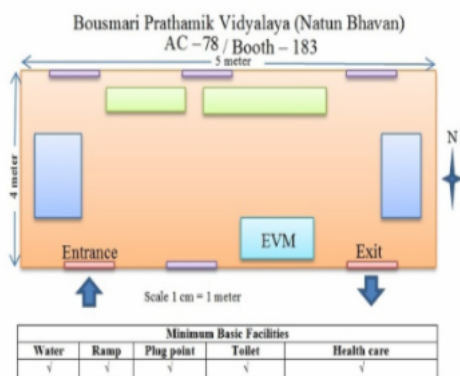 Bousmari Prathamik Vidyalaya (Natun Bhavan)
AC –78 / Booth – 183
5 meter
4 meter
N
EVM
Entrance
Exit
Scale 1 cm = 1 meter
Minimum Basic Facilities
Water Ramp Plug point Toilet Health care
√ √ √ √ √